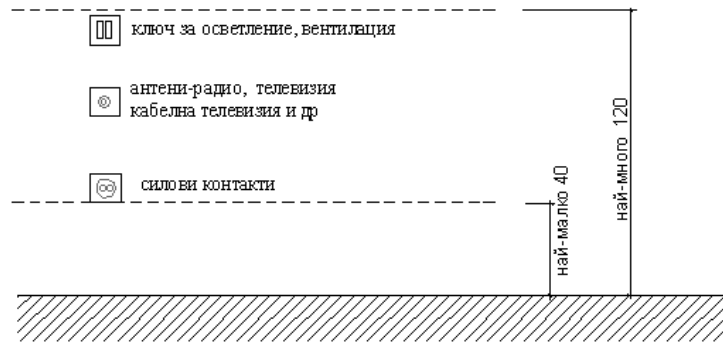 ключ за осветление, вентилация
антени-радио, телевизия
кабелна телевизия и др
силови контакти
най-малко 40
най-много 120